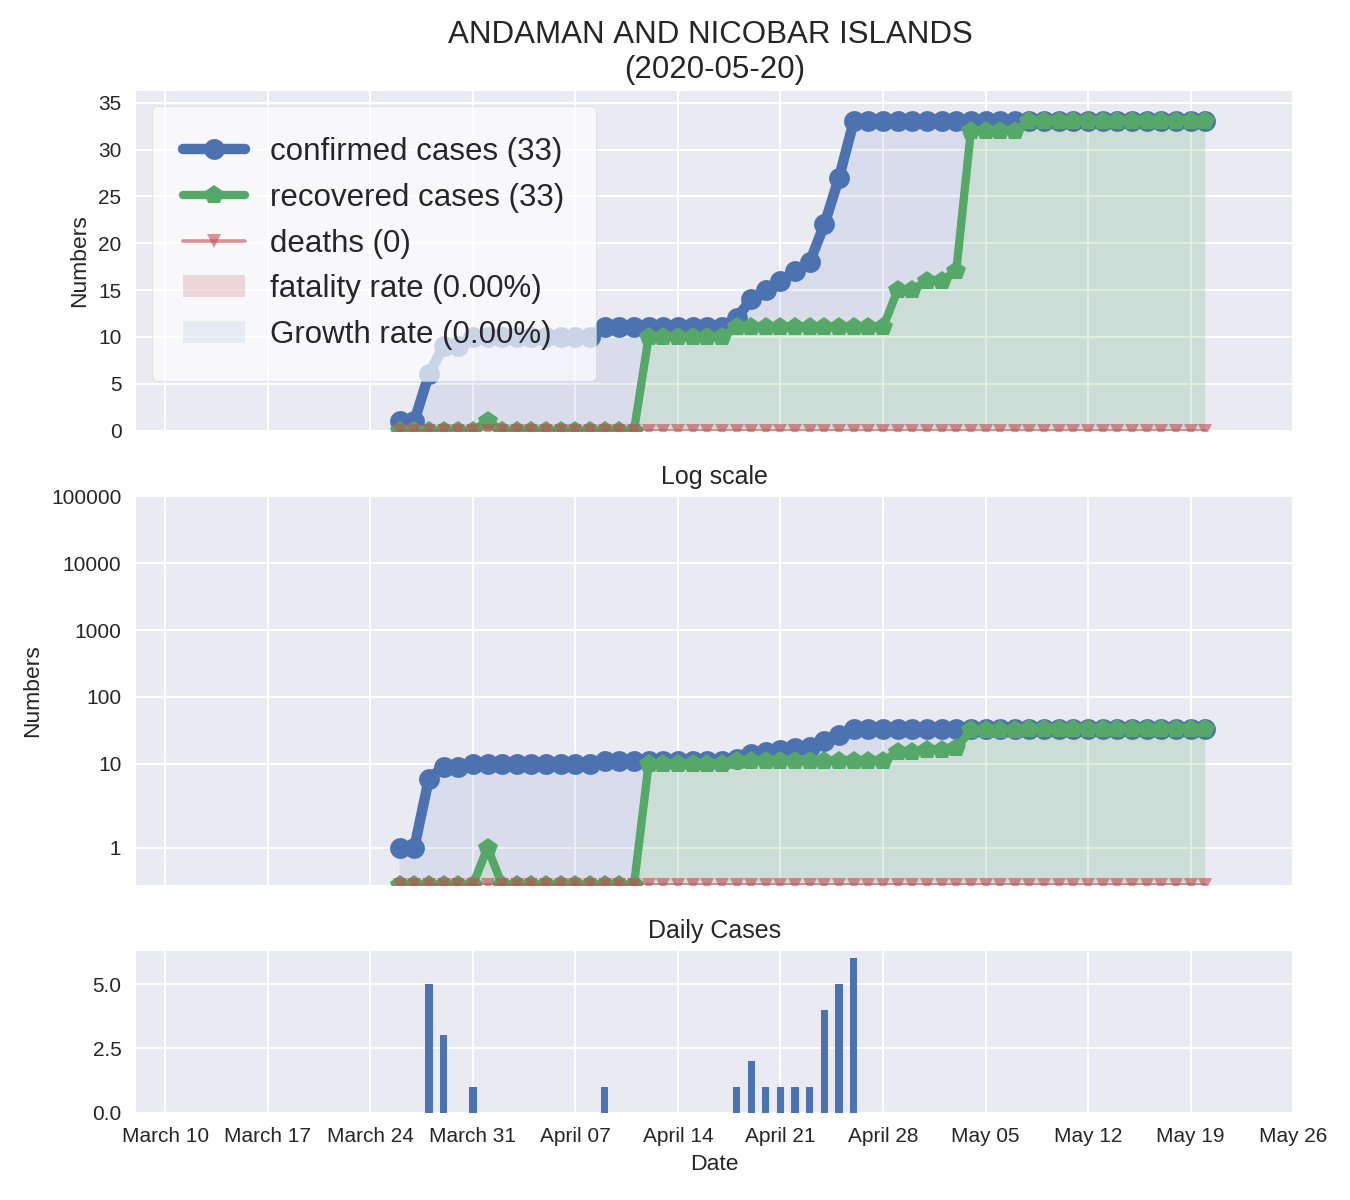 ANDAMAN AND NICOBAR ISLANDS
(2020-05-20)
35
30
25
20
15
10
5
0
Numbers
confirmed cases (33)
recovered cases (33)
deaths (0)
fatality rate (0.00%)
Growth rate (0.00%)
Log scale
100000
10000
1000
100
10
1
Numbers
Daily Cases
5.0
2.5
0.0
March 10 March 17 March 24 March 31 April 07 April 14 April 21 April 28 May 05 May 12 May 19 May 26
Date